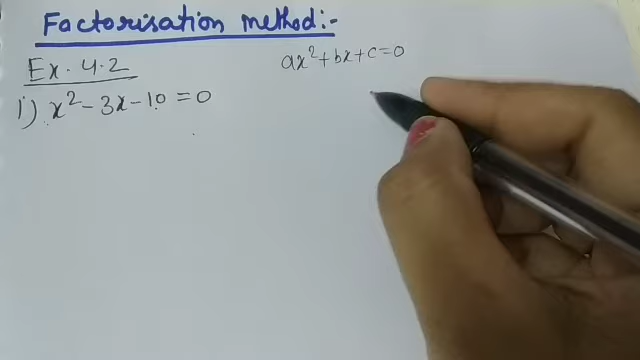 Factorisation method:-
Ex. 4.2
ax²+bx+c=0
i) x² - 3x - 10 = 0